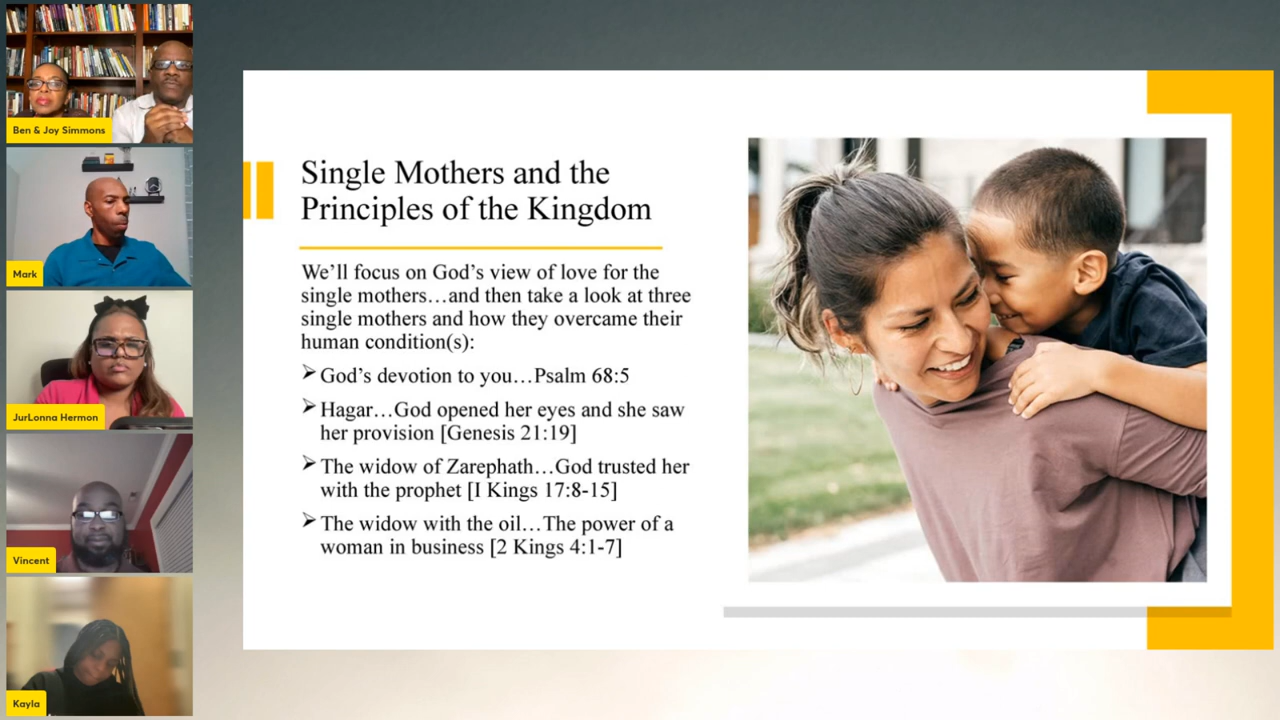 Ben & Joy Simmons
Mark
JurLonna Hermon
Vincent
Kayla
Single Mothers and the
Principles of the Kingdom
We’ll focus on God’s view of love for the
single mothers…and then take a look at three
single mothers and how they overcame their
human condition(s):
➢God’s devotion to you…Psalm 68:5
➢Hagar…God opened her eyes and she saw
her provision [Genesis 21:19]
➢The widow of Zarephath…God trusted her
with the prophet [I Kings 17:8-15]
➢The widow with the oil…The power of a
woman in business [2 Kings 4:1-7]